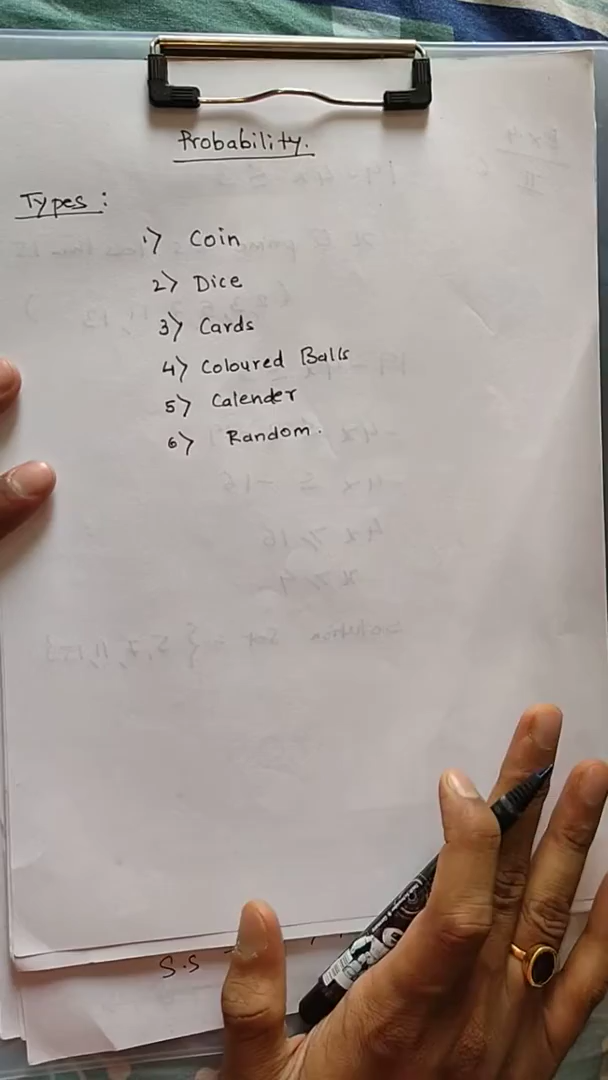 Probability.
Types :
1) Coin
2) Dice
3) Cards
4) Coloured Balls
5) Calender
6) Random.
S.S